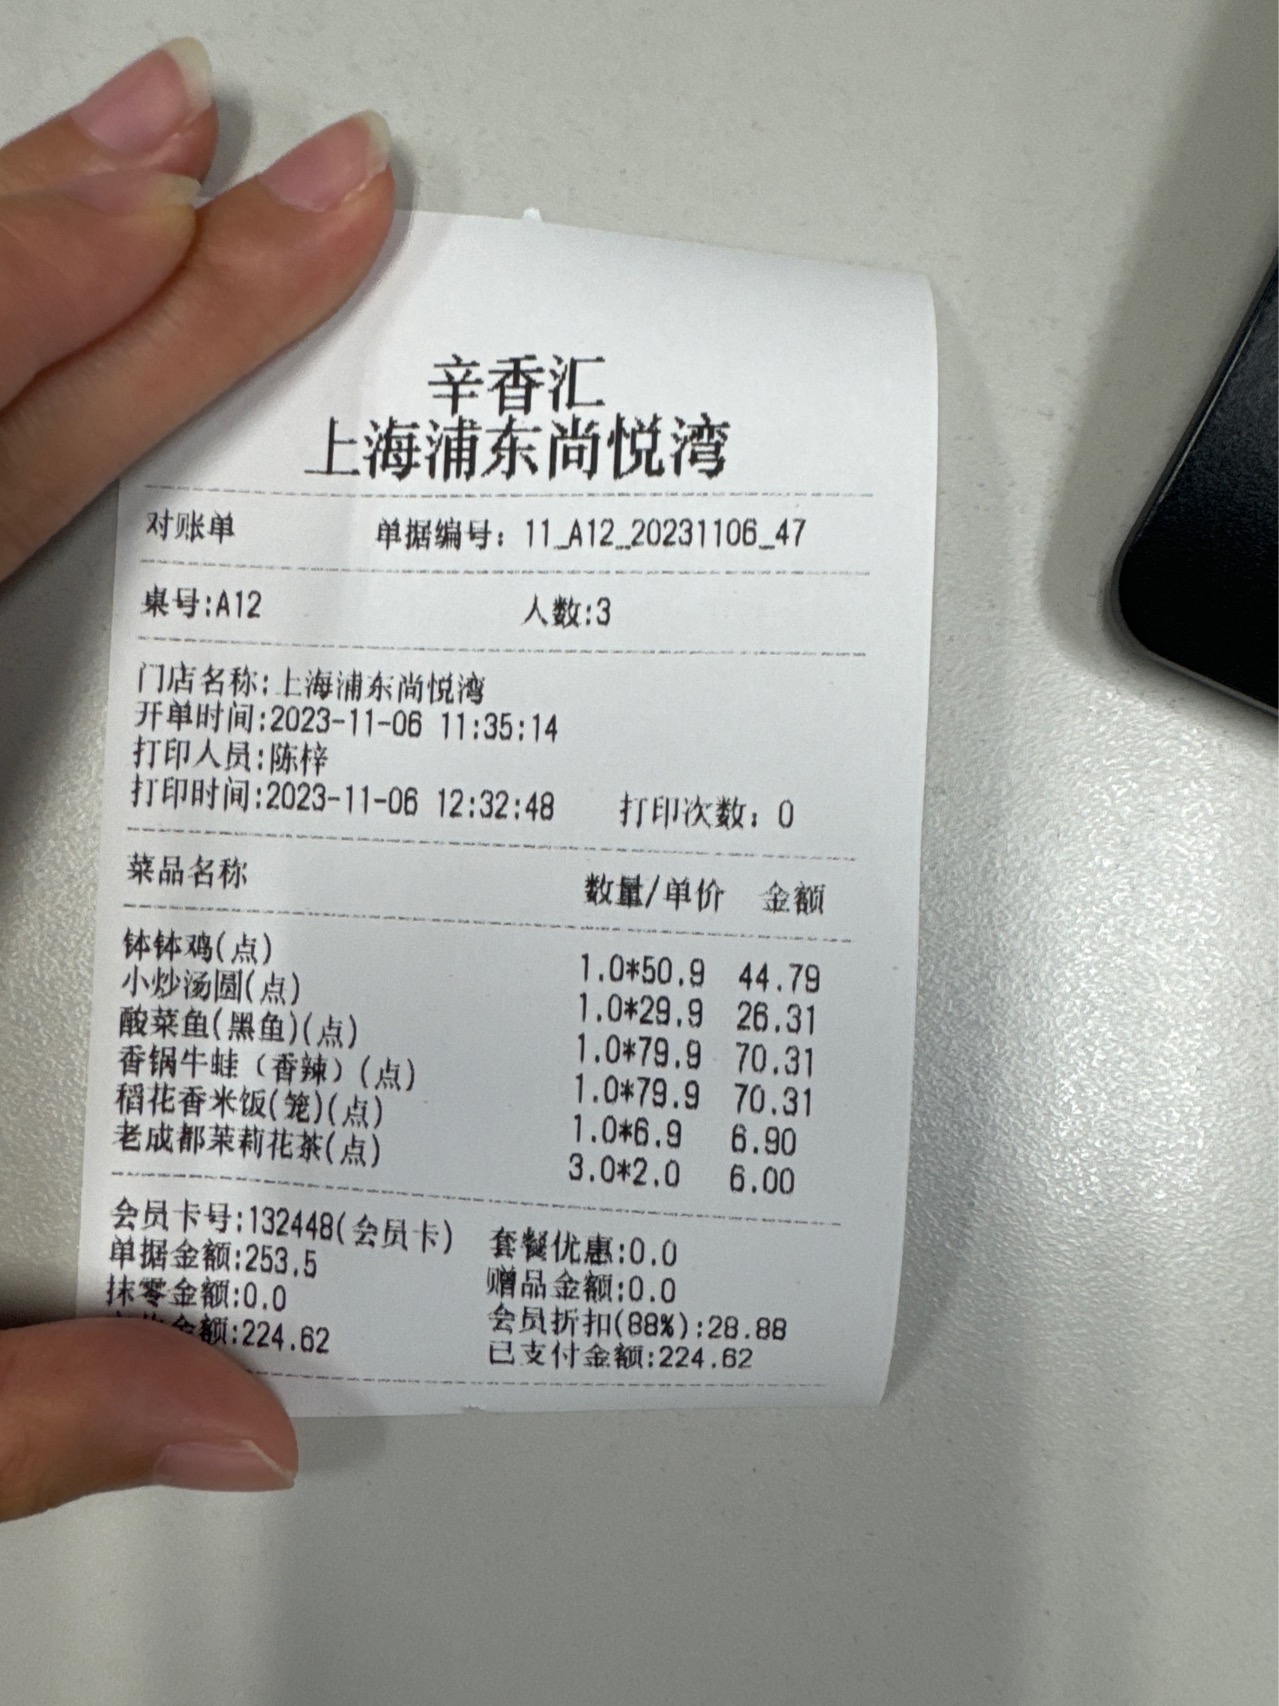 辛香汇
上海浦东尚悦湾
对账单 单据编号：11_A12_20231106_47
桌号:A12 人数:3
门店名称:上海浦东尚悦湾
开单时间:2023-11-06 11:35:14
打印人员:陈梓
打印时间:2023-11-06 12:32:48 打印次数：0
菜品名称 数量/单价 金额
钵钵鸡(点) 1.0*50.9 44.79
小炒汤圆(点) 1.0*29.9 26.31
酸菜鱼(黑鱼)(点) 1.0*79.9 70.31
香锅牛蛙（香辣）(点) 1.0*79.9 70.31
稻花香米饭(笼)(点) 1.0*6.9 6.90
老成都茉莉花茶(点) 3.0*2.0 6.00
会员卡号:132448(会员卡) 套餐优惠:0.0
单据金额:253.5 赠品金额:0.0
抹零金额:0.0 会员折扣(88%):28.88
金额:224.62 已支付金额:224.62